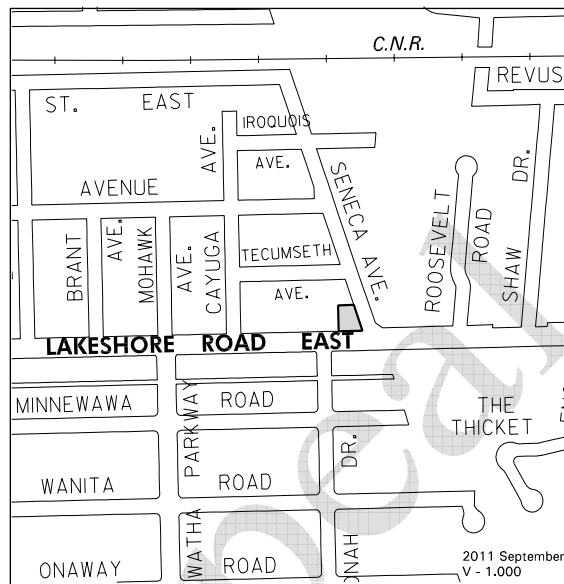 C.N.R.
REVUS
ST. EAST
IROQUOIS
AVE.
AVENUE
AVE.
SENECA AVE.
ROOSEVELT
ROAD
SHAW DR.
BRANT
AVE.
MOHAWK
AVE.
CAYUGA
TECUMSETH
AVE.
LAKESHORE ROAD EAST
MINNEWAWA ROAD
PARKWAY
THE
THICKET
WANITA ROAD
DR.
ONAWAY ROAD
WATHA
ONAH
2011 September
V - 1.000
peal